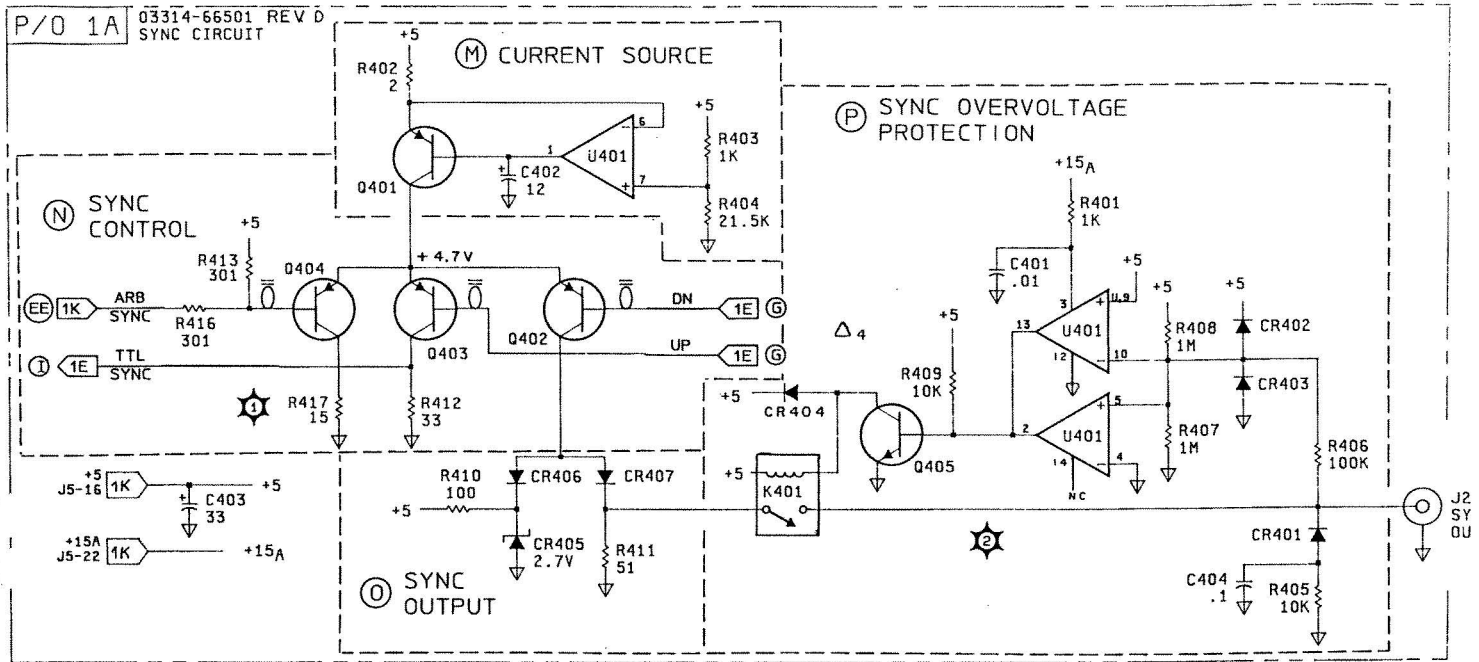 P/O 1A
03314-66501 REV D
SYNC CIRCUIT
M CURRENT SOURCE
+5
R402
2
Q401
C402
12
1
U401
6
7
-
+
+5
R403
1K
R404
21.5K
P SYNC OVERVOLTAGE
PROTECTION
+15A
R401
1K
C401
.01
3
+5
13
U401
12
10
+
-
+5
R408
1M
CR402
CR403
+5
R409
10K
2
U401
5
4
+
-
14
NC
R407
1M
R406
100K
N SYNC
CONTROL
+5
R413
301
EE 1K ARB
SYNC
R416
301
Q404
+4.7V
Q403
Q402
DN 1E G
UP 1E G
I 1E TTL
SYNC
1
R417
15
R412
33
4
+5
CR404
Q405
+5
K401
+5
J5-16
1K
+5
C403
33
+15A
J5-22
1K
+15A
R410
100
+5
CR406
CR407
CR405
2.7V
R411
51
O SYNC
OUTPUT
2
CR401
C404
.1
R405
10K
J2